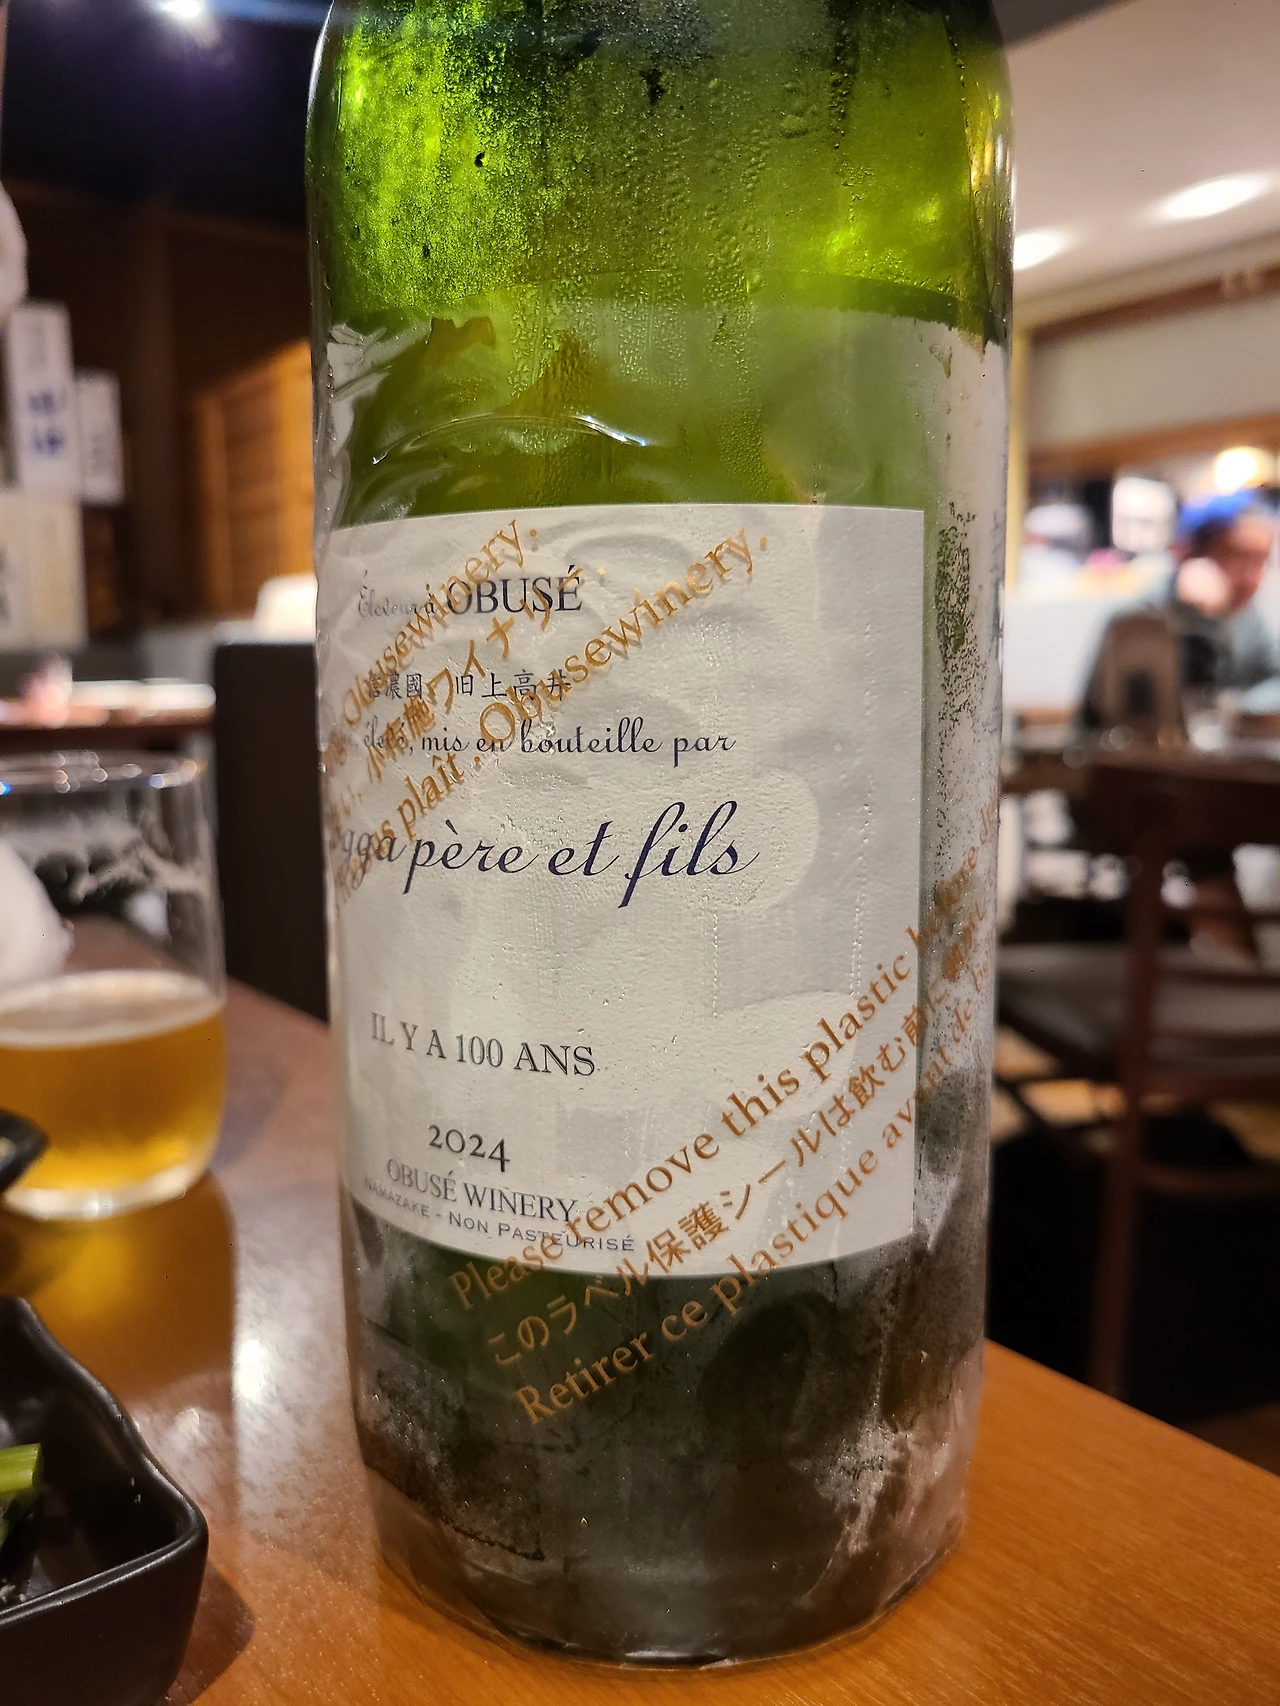 Éleveur à OBUSÉ
濃國 旧上高井
élevé, mis en bouteille par
père et fils
IL Y A 100 ANS
2024
OBUSÉ WINERY
NAMAZAKE - NON PASTEURISÉ
Obusewinery.
小布施ワイナリー
plaît. Obusewinery.
Please remove this plastic before
このラベル保護シールは飲む前に
Retirer ce plastique avant de